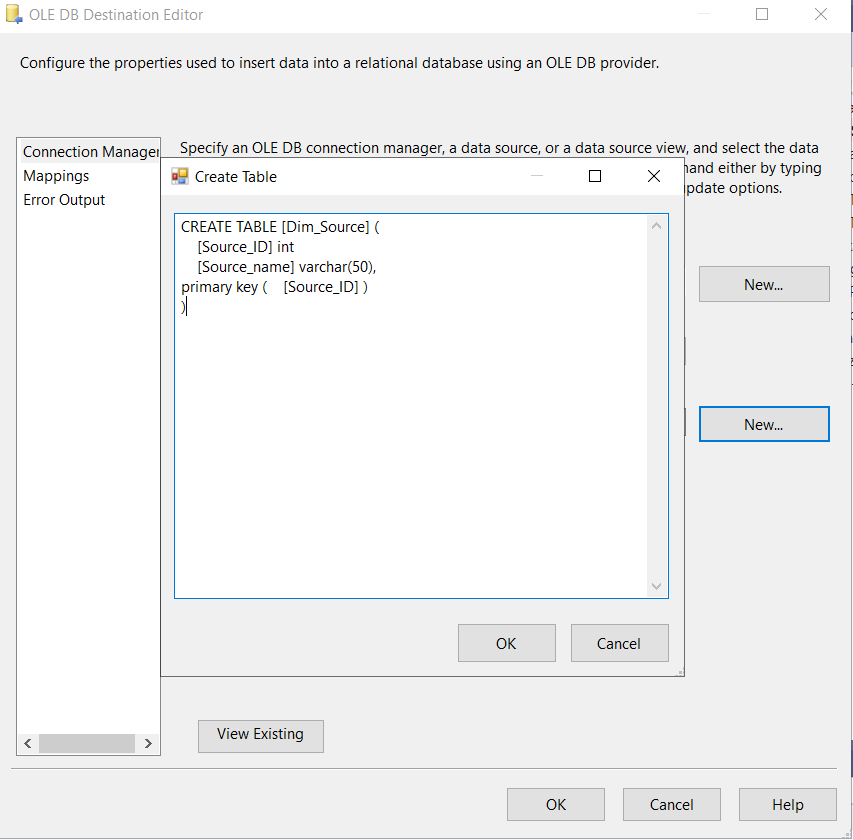 OLE DB Destination Editor
Configure the properties used to insert data into a relational database using an OLE DB provider.
Connection Manager
Mappings
Error Output
Specify an OLE DB connection manager, a data source, or a data source view, and select the data
and either by typing
update options.
Create Table
CREATE TABLE [Dim_Source] (
[Source_ID] int
[Source_name] varchar(50),
primary key ( [Source_ID] )
)
New...
New...
OK
Cancel
View Existing
OK
Cancel
Help